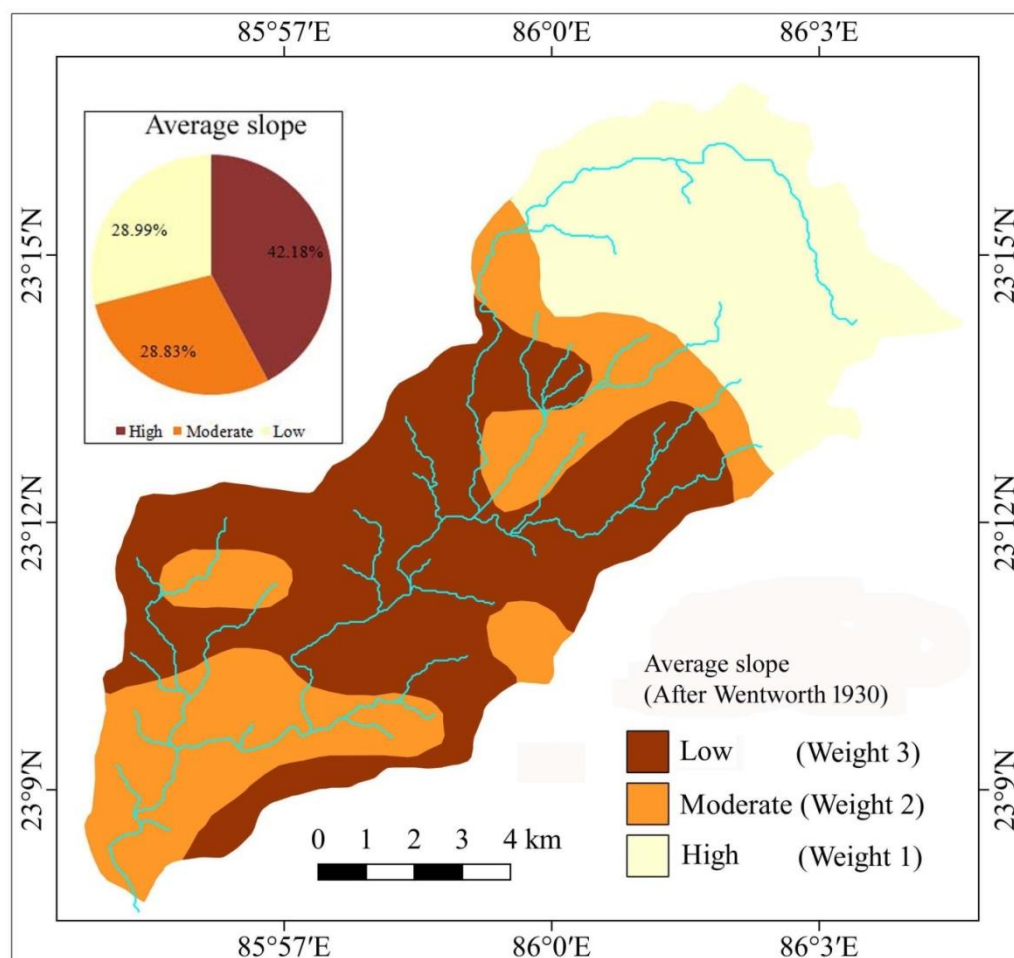 85°57′E 86°0′E 86°3′E
Average slope
28.99%
42.18%
28.83%
High Moderate Low
23°15′N 23°15′N
23°12′N 23°12′N
23°9′N 23°9′N
Average slope
(After Wentworth 1930)
Low (Weight 3)
Moderate (Weight 2)
High (Weight 1)
0 1 2 3 4 km
85°57′E 86°0′E 86°3′E